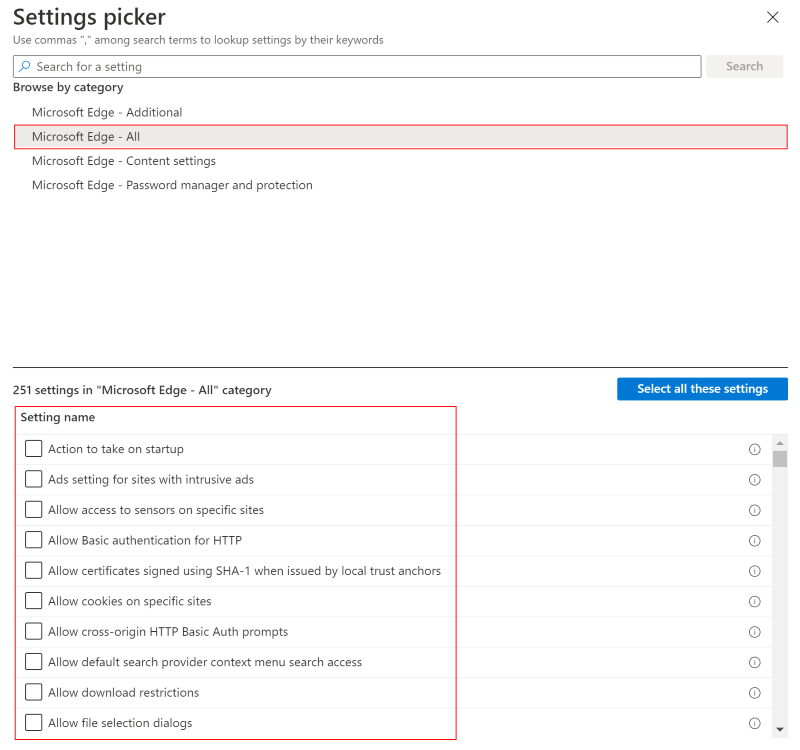 Settings picker
Use commas "," among search terms to lookup settings by their keywords
Search for a setting
Search
Browse by category
Microsoft Edge - Additional
Microsoft Edge - All
Microsoft Edge - Content settings
Microsoft Edge - Password manager and protection
251 settings in "Microsoft Edge - All" category
Select all these settings
Setting name
Action to take on startup
Ads setting for sites with intrusive ads
Allow access to sensors on specific sites
Allow Basic authentication for HTTP
Allow certificates signed using SHA-1 when issued by local trust anchors
Allow cookies on specific sites
Allow cross-origin HTTP Basic Auth prompts
Allow default search provider context menu search access
Allow download restrictions
Allow file selection dialogs